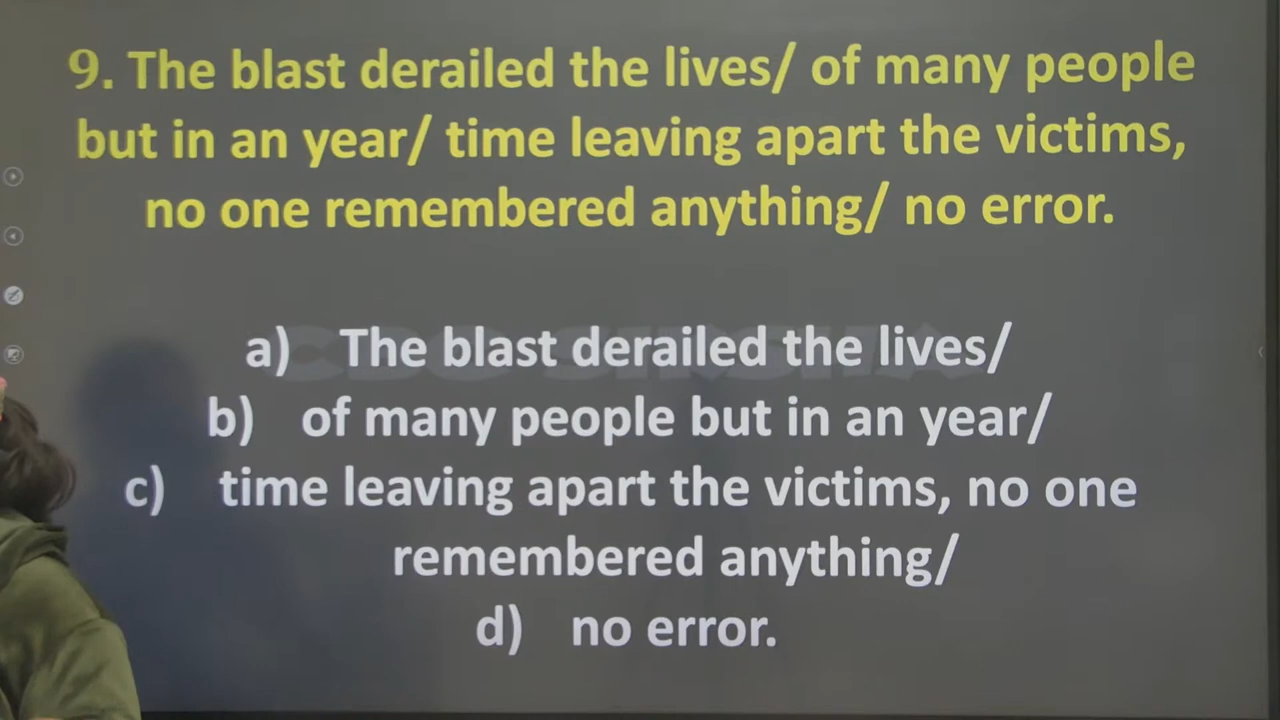 9. The blast derailed the lives/ of many people
but in an year/ time leaving apart the victims,
no one remembered anything/ no error.
a) The blast derailed the lives/
b) of many people but in an year/
c) time leaving apart the victims, no one
remembered anything/
d) no error.